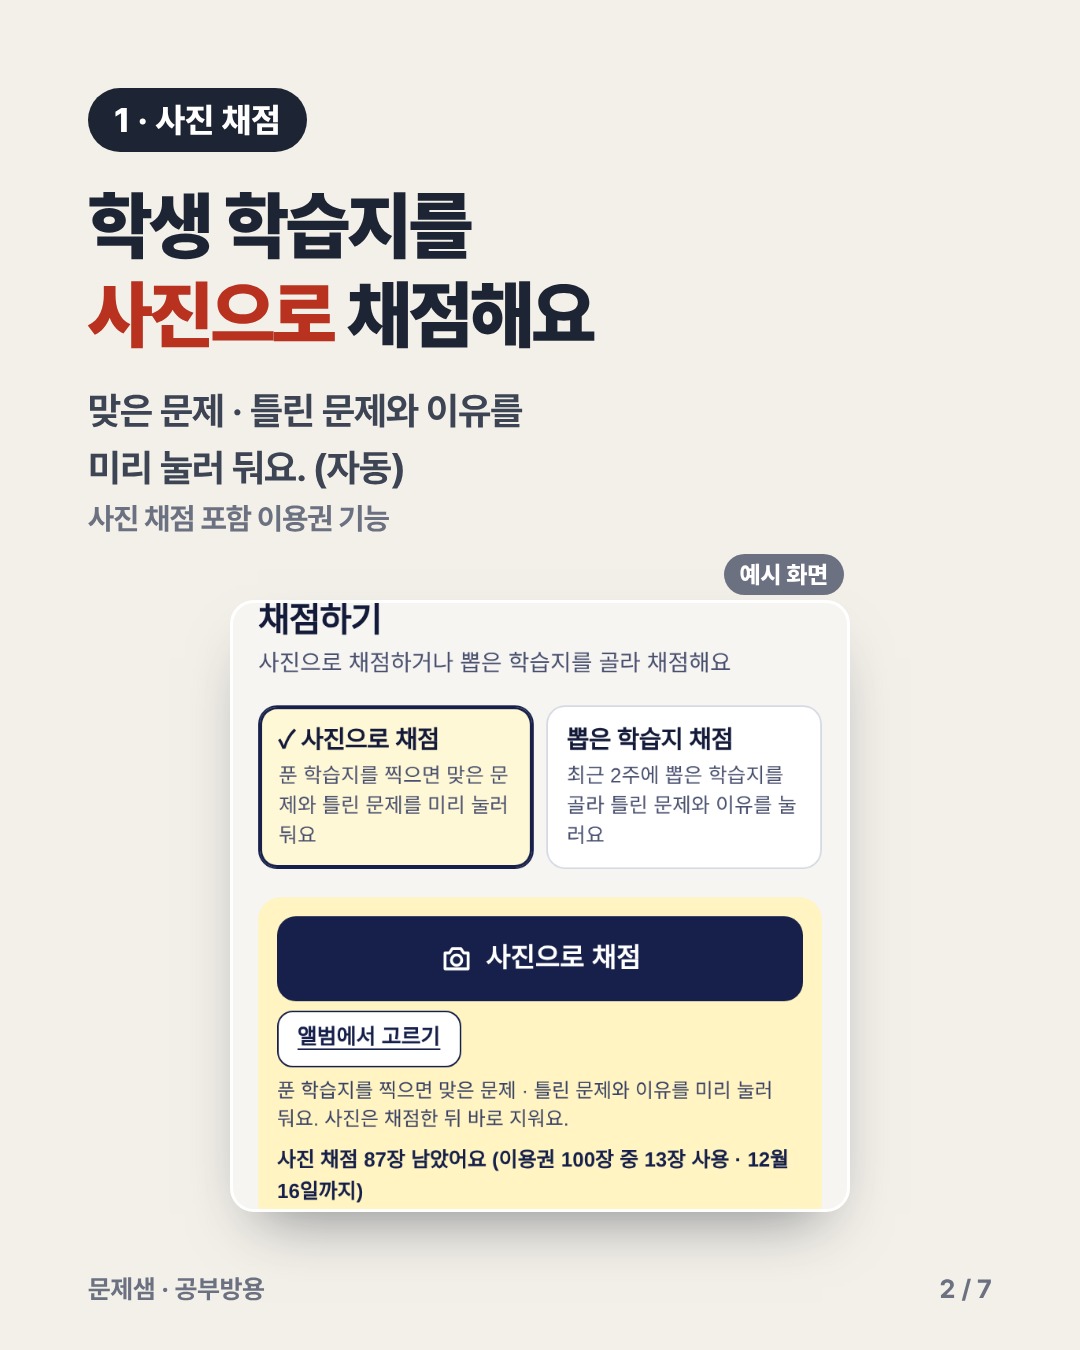 1 · 사진 채점
학생 학습지를
사진으로 채점해요
맞은 문제 · 틀린 문제와 이유를
미리 눌러 둬요. (자동)
사진 채점 포함 이용권 기능
예시 화면
채점하기
사진으로 채점하거나 뽑은 학습지를 골라 채점해요
✓ 사진으로 채점
푼 학습지를 찍으면 맞은 문
제와 틀린 문제를 미리 눌러
둬요
뽑은 학습지 채점
최근 2주에 뽑은 학습지를
골라 틀린 문제와 이유를 눌
러요
사진으로 채점
앨범에서 고르기
푼 학습지를 찍으면 맞은 문제 · 틀린 문제와 이유를 미리 눌러
둬요. 사진은 채점한 뒤 바로 지워요.
사진 채점 87장 남았어요 (이용권 100장 중 13장 사용 · 12월
16일까지)
문제샘 · 공부방용
2 / 7